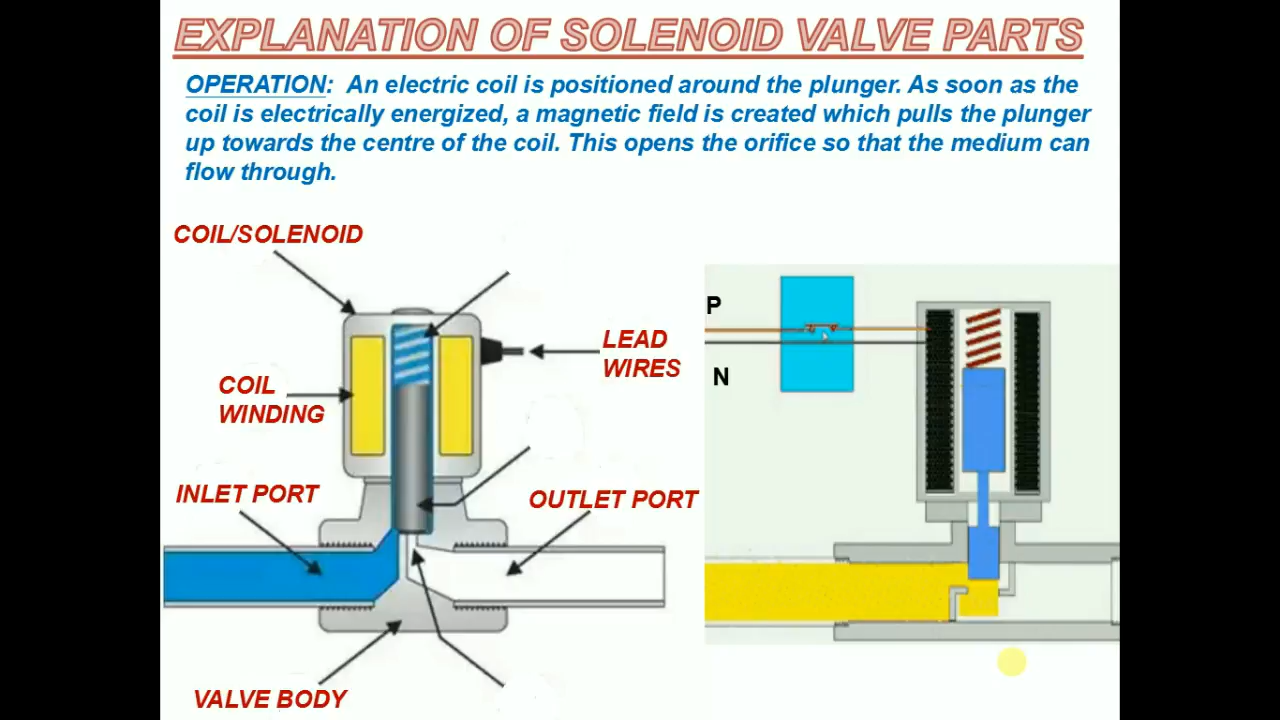 EXPLANATION OF SOLENOID VALVE PARTS
OPERATION: An electric coil is positioned around the plunger. As soon as the
coil is electrically energized, a magnetic field is created which pulls the plunger
up towards the centre of the coil. This opens the orifice so that the medium can
flow through.
COIL/SOLENOID
LEAD
WIRES
COIL
WINDING
INLET PORT
OUTLET PORT
VALVE BODY
P
N